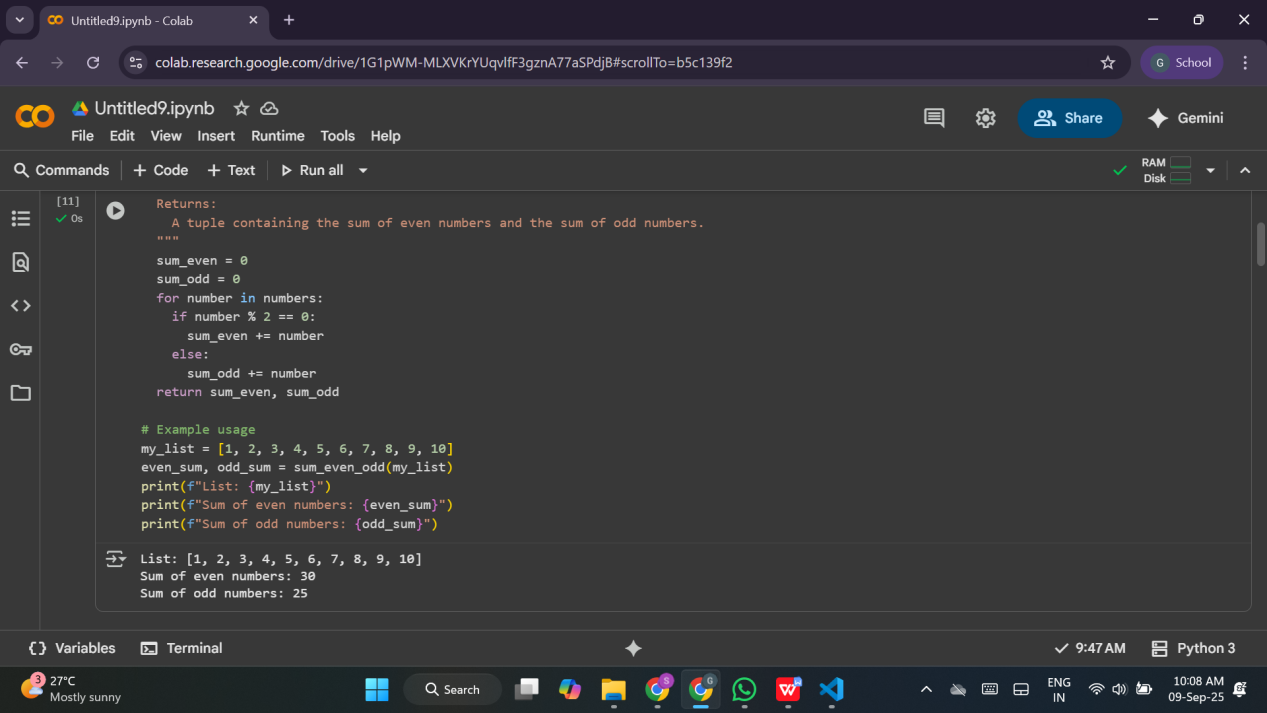 Untitled9.ipynb - Colab
colab.research.google.com/drive/1G1pWM-MLXVKrYUqvlfF3gznA77aSPdjB#scrollTo=b5c139f2
G School
Untitled9.ipynb
File Edit View Insert Runtime Tools Help
Share
Gemini
Commands + Code + Text Run all
RAM
Disk
[11]
0s
Returns:
A tuple containing the sum of even numbers and the sum of odd numbers.
"""
sum_even = 0
sum_odd = 0
for number in numbers:
if number % 2 == 0:
sum_even += number
else:
sum_odd += number
return sum_even, sum_odd
# Example usage
my_list = [1, 2, 3, 4, 5, 6, 7, 8, 9, 10]
even_sum, odd_sum = sum_even_odd(my_list)
print(f"List: {my_list}")
print(f"Sum of even numbers: {even_sum}")
print(f"Sum of odd numbers: {odd_sum}")
List: [1, 2, 3, 4, 5, 6, 7, 8, 9, 10]
Sum of even numbers: 30
Sum of odd numbers: 25
{} Variables Terminal
9:47 AM Python 3
3
27°C
Mostly sunny
Search
S
G
W
ENG
IN
10:08 AM
09-Sep-25